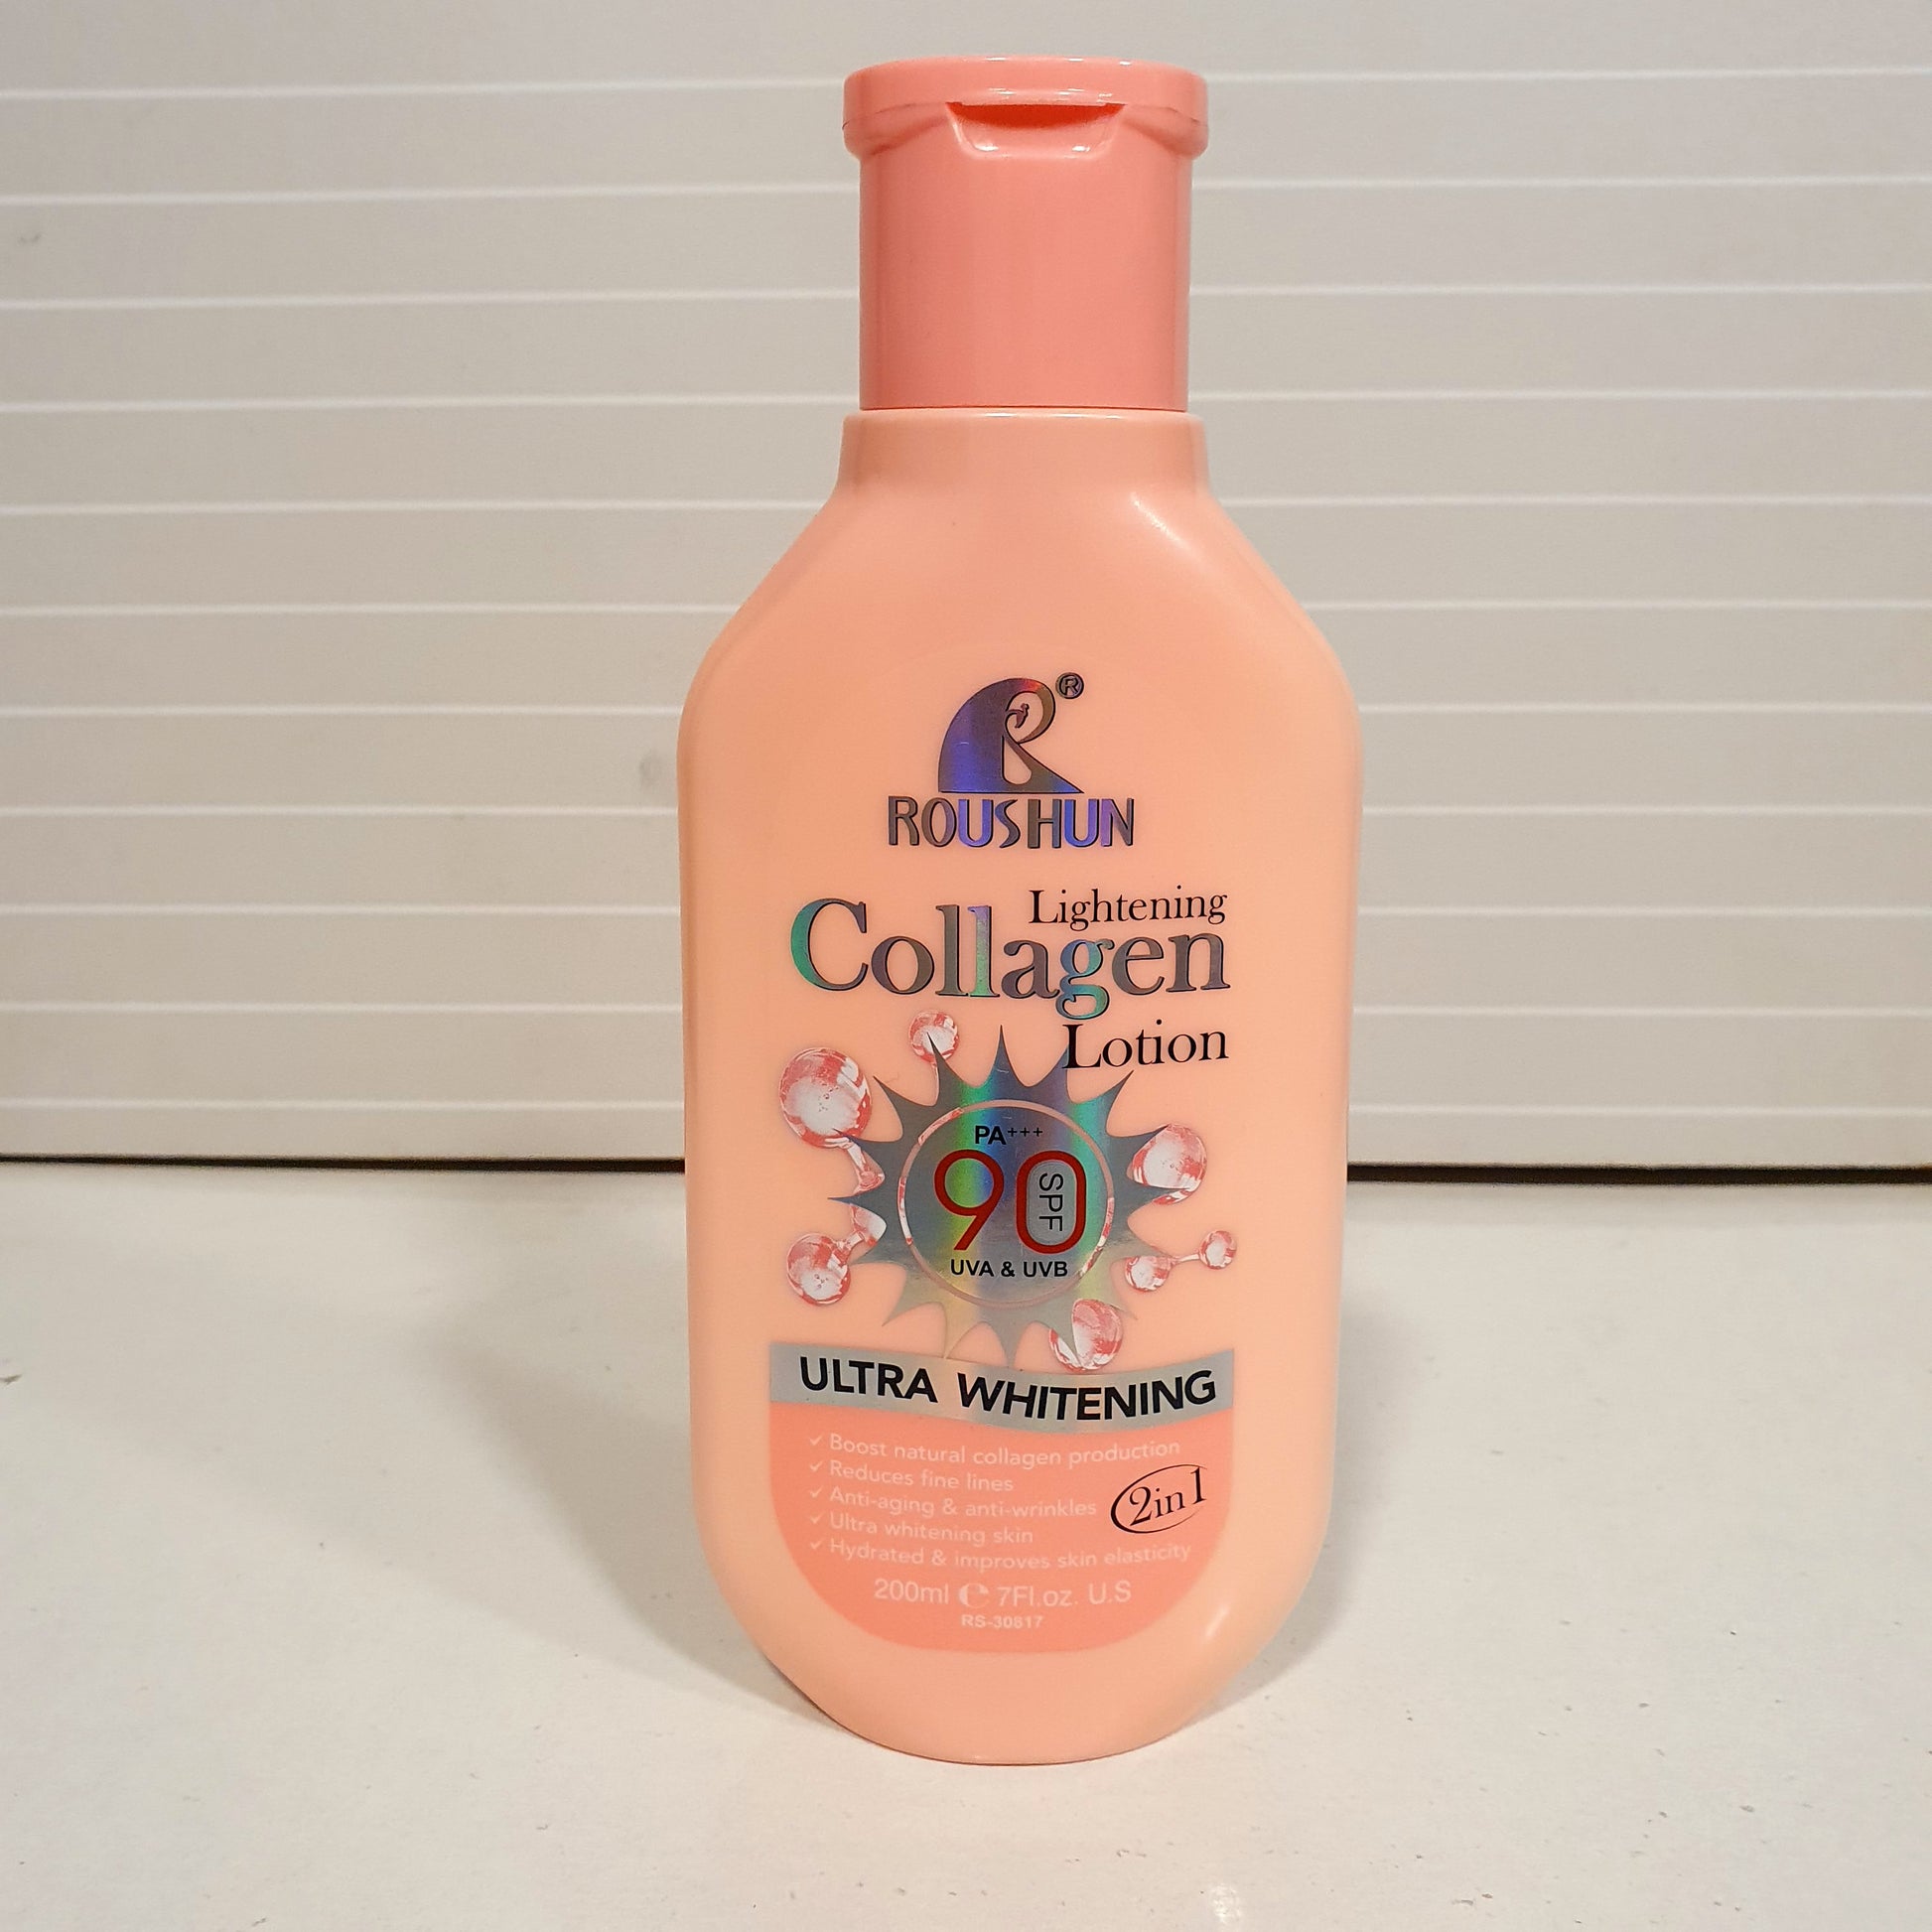 ®
ROUSHUN
Lightening
Collagen
Lotion
PA+++
90
SPF
UVA & UVB
ULTRA WHITENING
✓ Boost natural collagen production
✓ Reduces fine lines
✓ Anti-aging & anti-wrinkles
✓ Ultra whitening skin
✓ Hydrated & improves skin elasticity
2in1
200ml ℮ 7Fl.oz. U.S
RS-30817